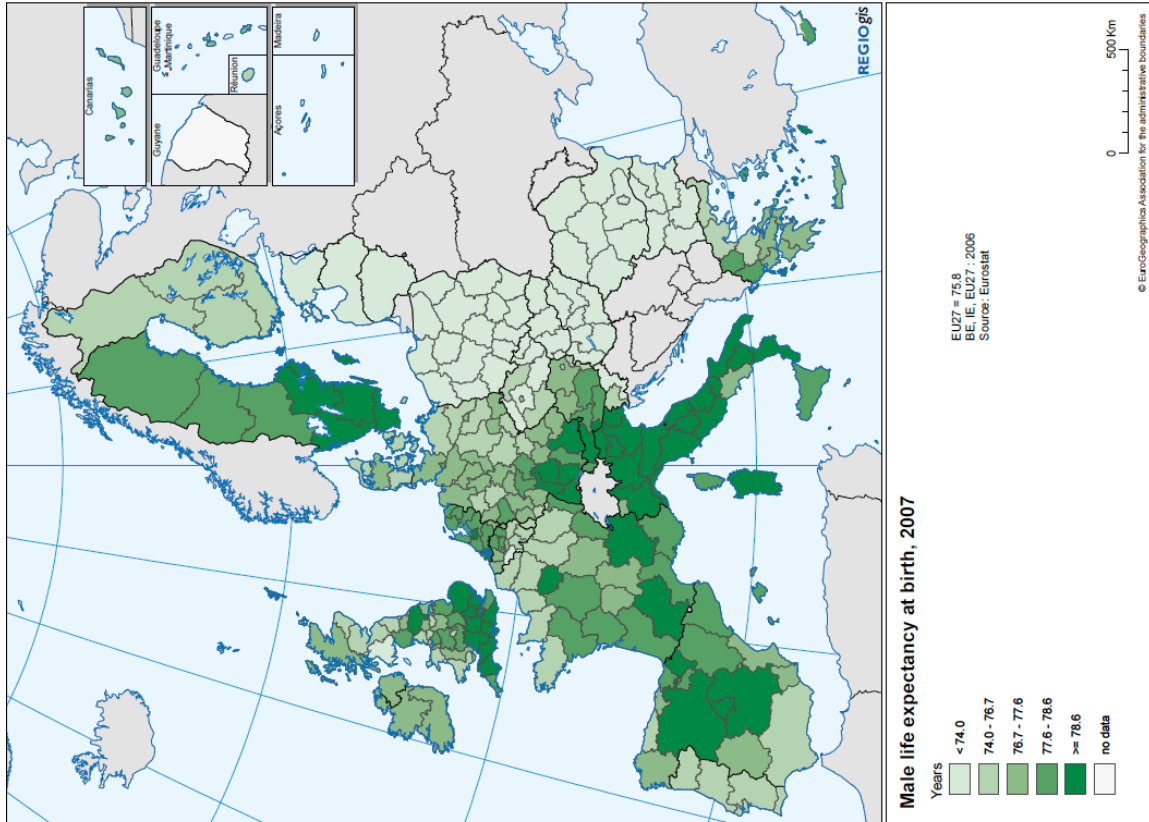 Canarias
Guyane
Guadeloupe
Martinique
Réunion
Açores
Madeira
REGIOgis
Male life expectancy at birth, 2007
Years
< 74.0
74.0 - 76.7
76.7 - 77.6
77.6 - 78.6
>= 78.6
no data
EU27 = 75.8
BE, IE, EU27 : 2006
Source: Eurostat
0 500 Km
© EuroGeographics Association for the administrative boundaries